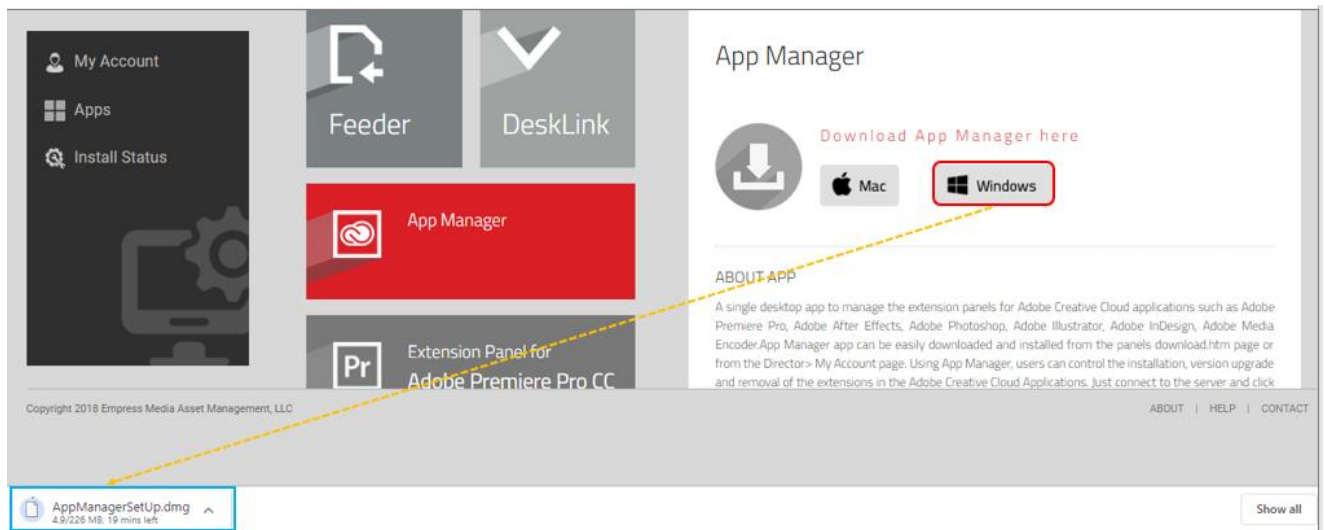 My Account
Apps
Install Status
Feeder
DeskLink
App Manager
Pr
Extension Panel for
Adobe Premiere Pro CC
App Manager
Download App Manager here
Mac
Windows
ABOUT APP
A single desktop app to manage the extension panels for Adobe Creative Cloud applications such as Adobe
Premiere Pro, Adobe After Effects, Adobe Photoshop, Adobe Illustrator, Adobe InDesign, Adobe Media
Encoder.App Manager app can be easily downloaded and installed from the panels download.htm page or
from the Director> My Account page. Using App Manager, users can control the installation, version upgrade
and removal of the extensions in the Adobe Creative Cloud Applications. Just connect to the server and click
Copyright 2018 Empress Media Asset Management, LLC
ABOUT | HELP | CONTACT
AppManagerSetUp.dmg
4.9/226 MB, 19 mins left
Show all